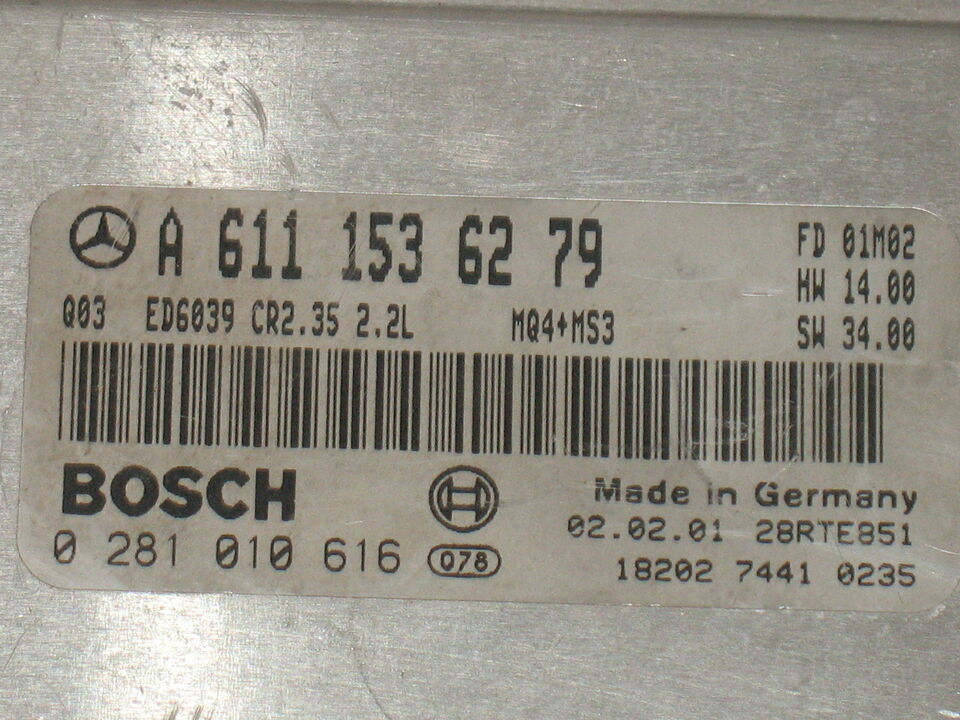 A 611 153 62 79
FD 01M02
HW 14.00
Q03 ED6039 CR2.35 2.2L MQ4+MS3
SW 34.00
BOSCH
Made in Germany
02.02.01 28RTE851
0 281 010 616 078
18202 7441 0235